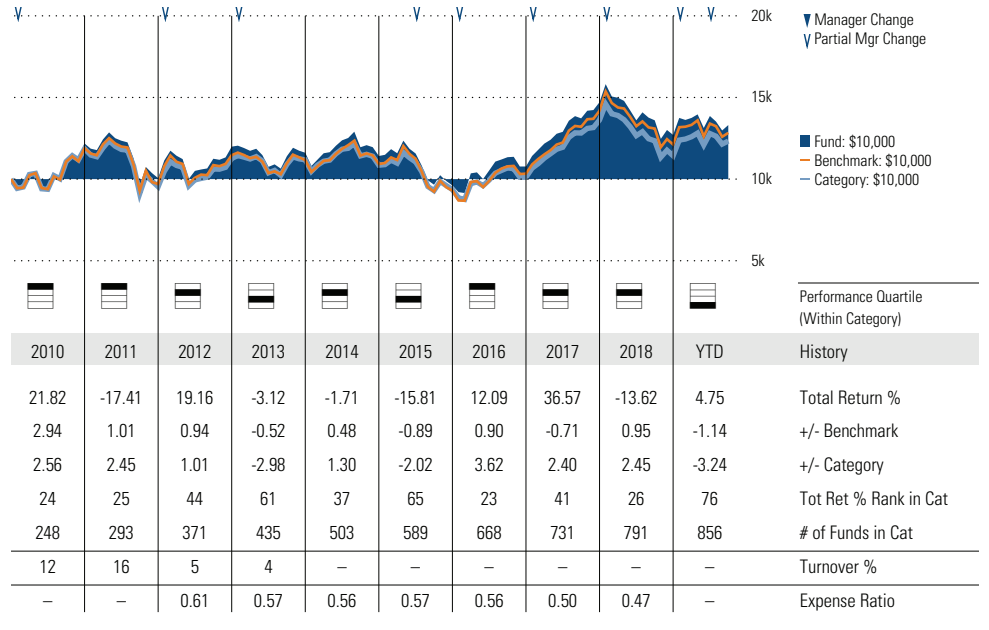 20k
Manager Change
Partial Mgr Change
15k
Fund: $10,000
Benchmark: $10,000
Category: $10,000
10k
5k
Performance Quartile
(Within Category)
2010 2011 2012 2013 2014 2015 2016 2017 2018 YTD History
21.82 -17.41 19.16 -3.12 -1.71 -15.81 12.09 36.57 -13.62 4.75 Total Return %
2.94 1.01 0.94 -0.52 0.48 -0.89 0.90 -0.71 0.95 -1.14 +/- Benchmark
2.56 2.45 1.01 -2.98 1.30 -2.02 3.62 2.40 2.45 -3.24 +/- Category
24 25 44 61 37 65 23 41 26 76 Tot Ret % Rank in Cat
248 293 371 435 503 589 668 731 791 856 # of Funds in Cat
12 16 5 4 – – – – – – Turnover %
– – 0.61 0.57 0.56 0.57 0.56 0.50 0.47 – Expense Ratio